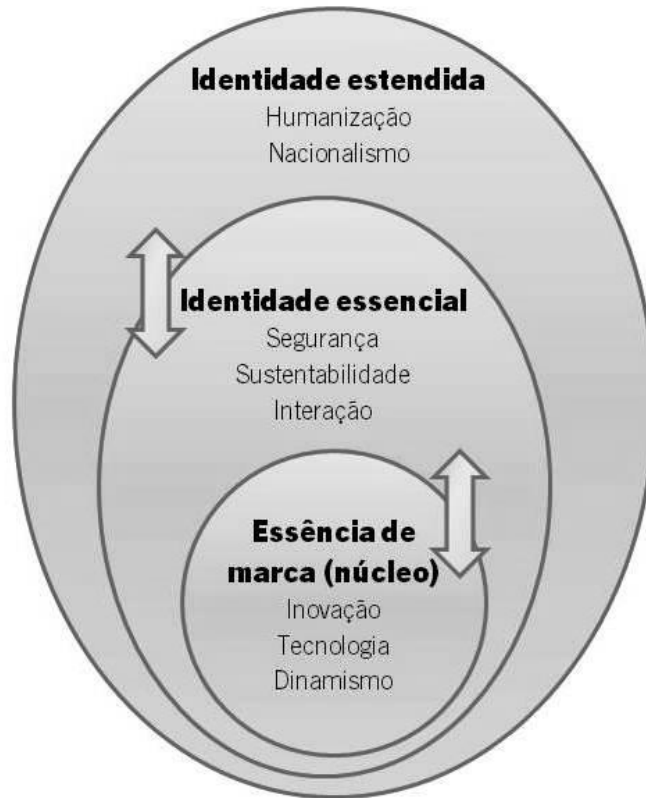 Identidade estendida
Humanização
Nacionalismo
Identidade essencial
Segurança
Sustentabilidade
Interação
Essência de
marca (núcleo)
Inovação
Tecnologia
Dinamismo